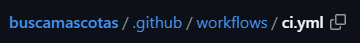 buscamascotas / .github / workflows / ci.yml